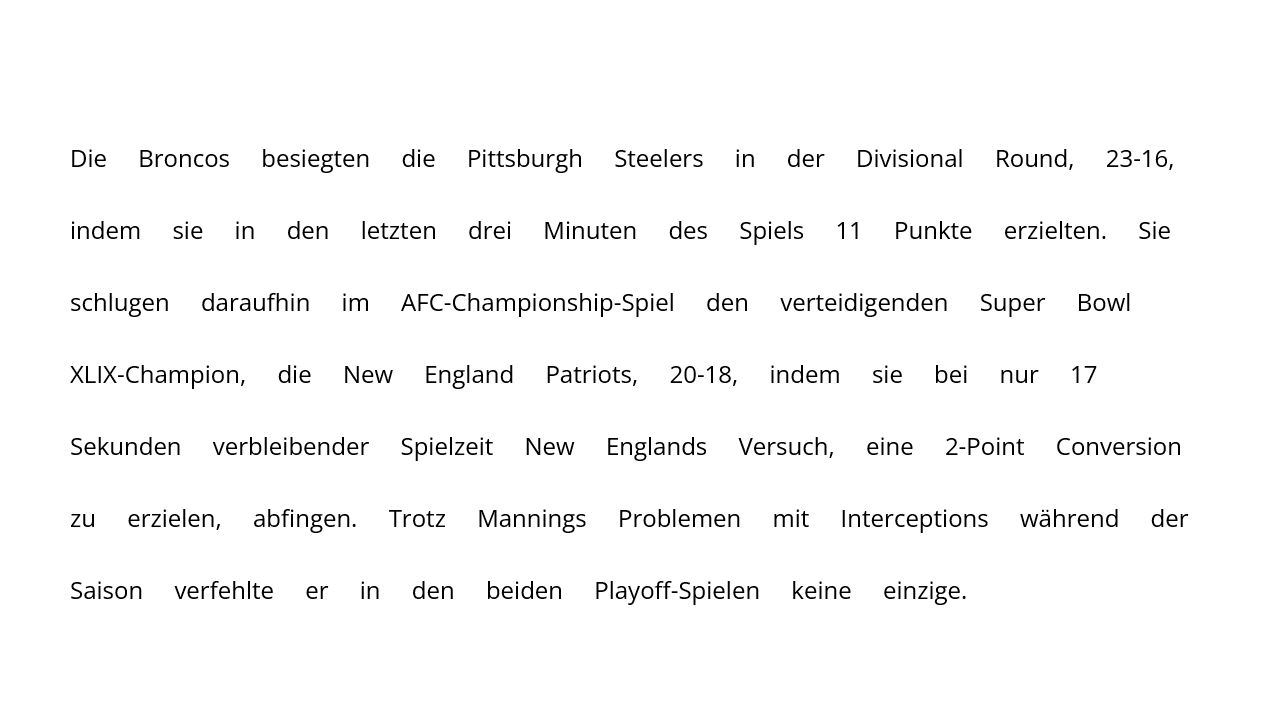 Die Broncos besiegten die Pittsburgh Steelers in der Divisional Round, 23-16,
indem sie in den letzten drei Minuten des Spiels 11 Punkte erzielten. Sie
schlugen daraufhin im AFC-Championship-Spiel den verteidigenden Super Bowl
XLIX-Champion, die New England Patriots, 20-18, indem sie bei nur 17
Sekunden verbleibender Spielzeit New Englands Versuch, eine 2-Point Conversion
zu erzielen, abfingen. Trotz Mannings Problemen mit Interceptions während der
Saison verfehlte er in den beiden Playoff-Spielen keine einzige.